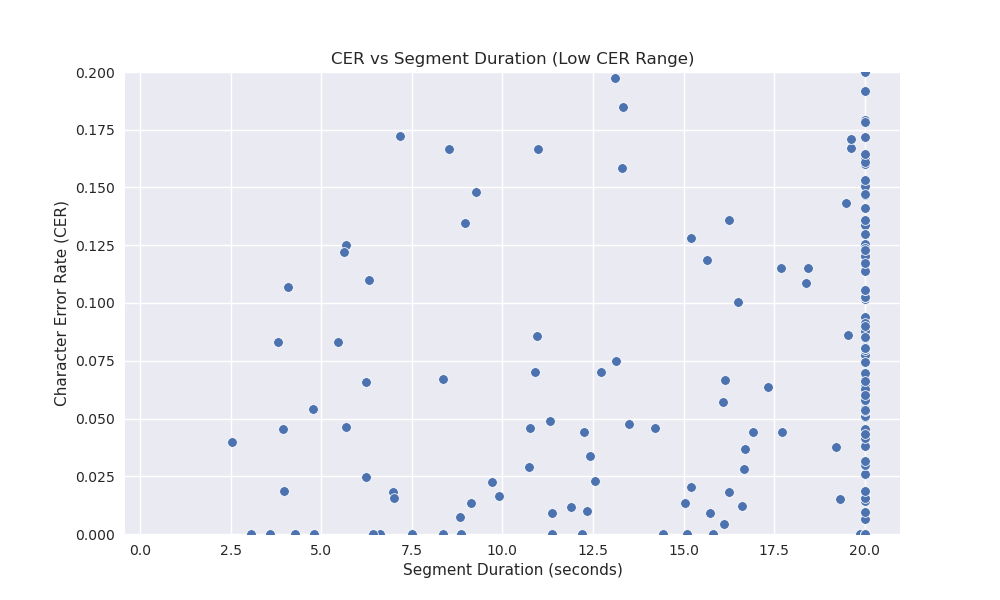 CER vs Segment Duration (Low CER Range)
Character Error Rate (CER)
0.200
0.175
0.150
0.125
0.100
0.075
0.050
0.025
0.000
0.0 2.5 5.0 7.5 10.0 12.5 15.0 17.5 20.0
Segment Duration (seconds)